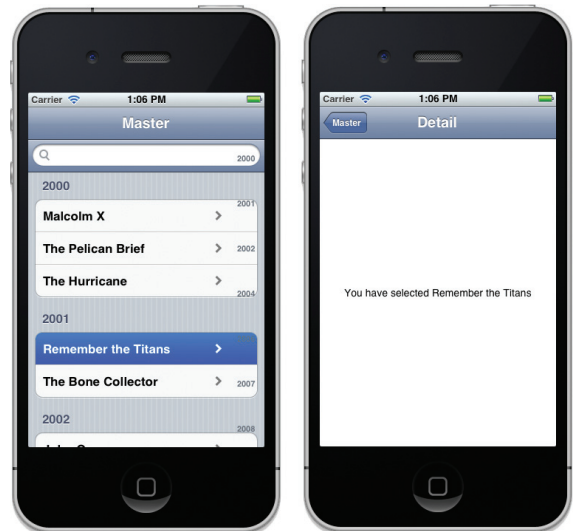 Carrier 1:06 PM
Master
2000
2000
2001
Malcolm X
The Pelican Brief
2002
The Hurricane
2004
2001
Remember the Titans
The Bone Collector
2007
2002
2008
Carrier 1:06 PM
Master Detail
You have selected Remember the Titans